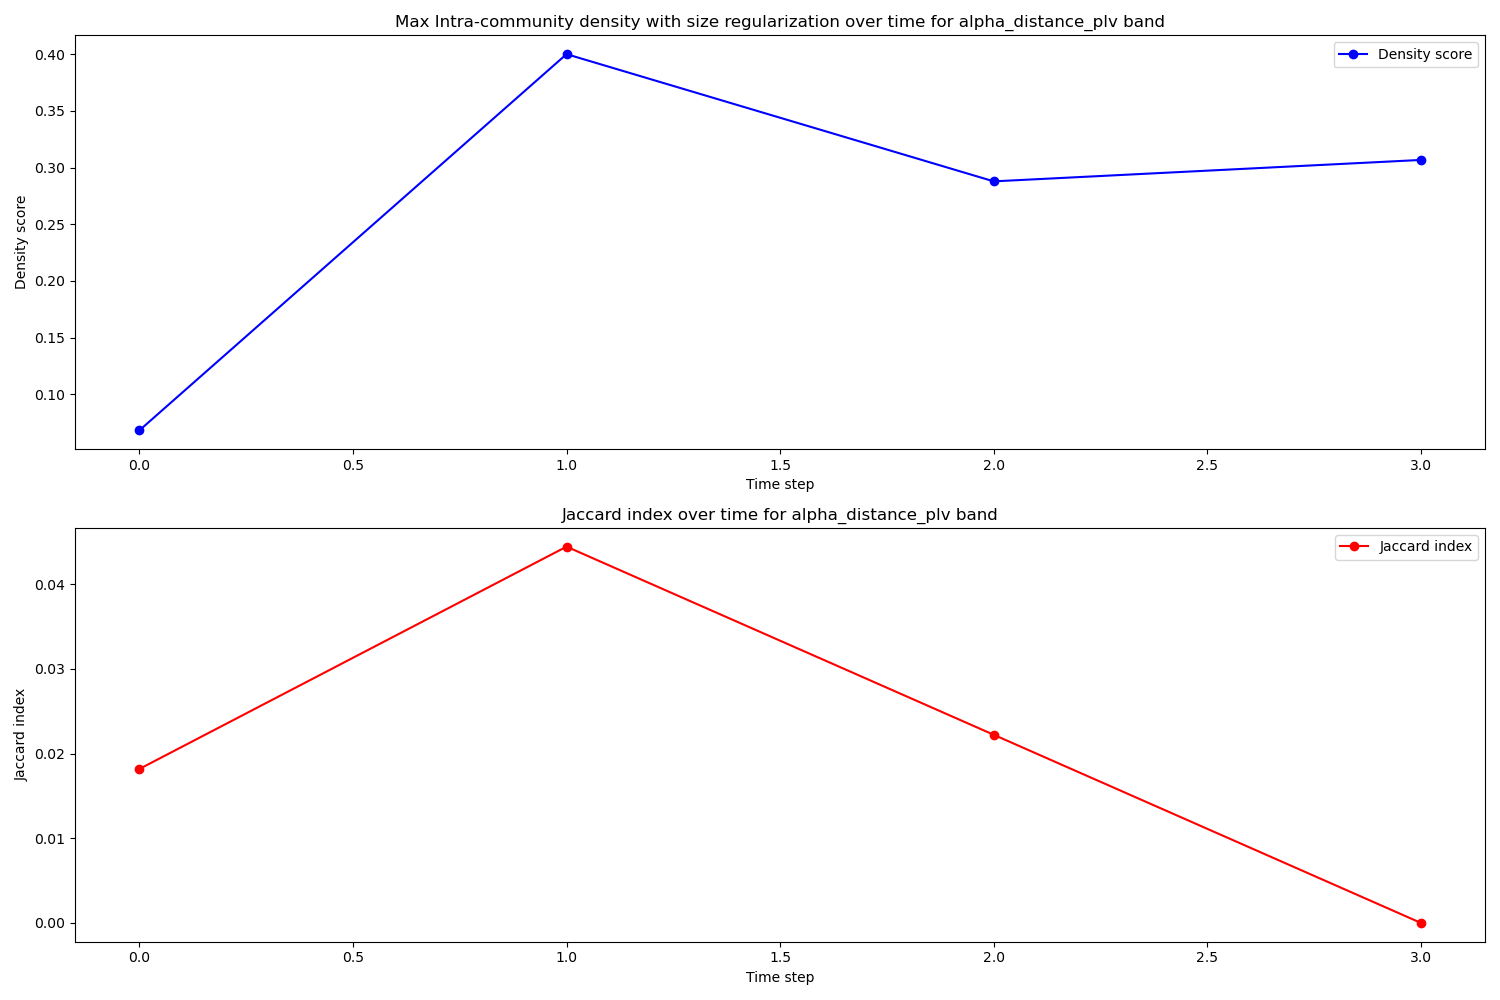 Max Intra-community density with size regularization over time for alpha_distance_plv band
Density score
0.40
0.35
0.30
0.25
0.20
0.15
0.10
Density score
0.0 0.5 1.0 1.5 2.0 2.5 3.0
Time step
Jaccard index over time for alpha_distance_plv band
Jaccard index
0.04
0.03
0.02
0.01
0.00
Jaccard index
0.0 0.5 1.0 1.5 2.0 2.5 3.0
Time step